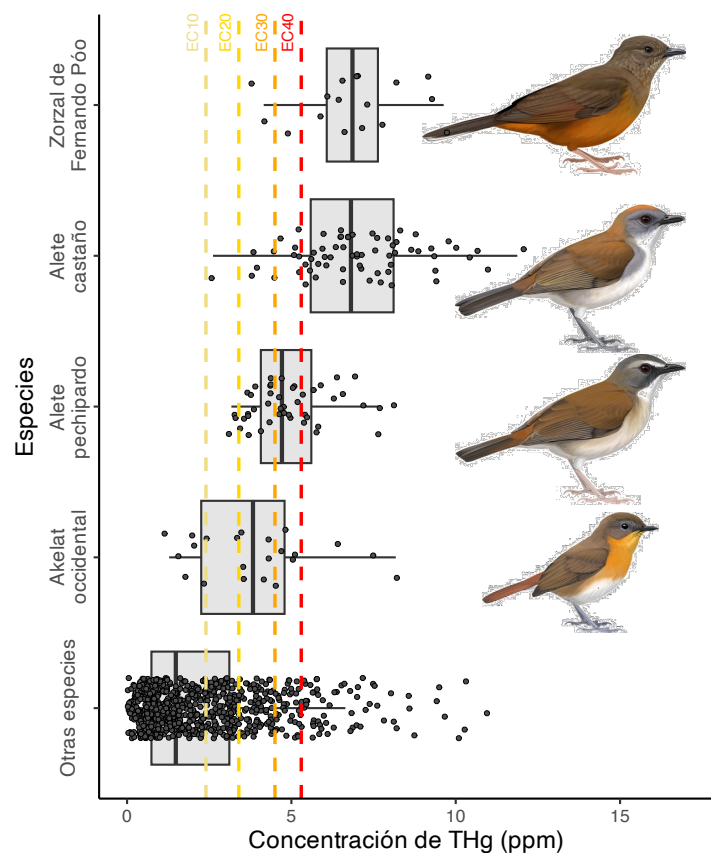 EC10
EC20
EC30
EC40
Especies
Zorzal de
Fernando Póo
Alete
castaño
Alete
pechipardo
Akelat
occidental
Otras especies
0
5
10
15
Concentración de THg (ppm)